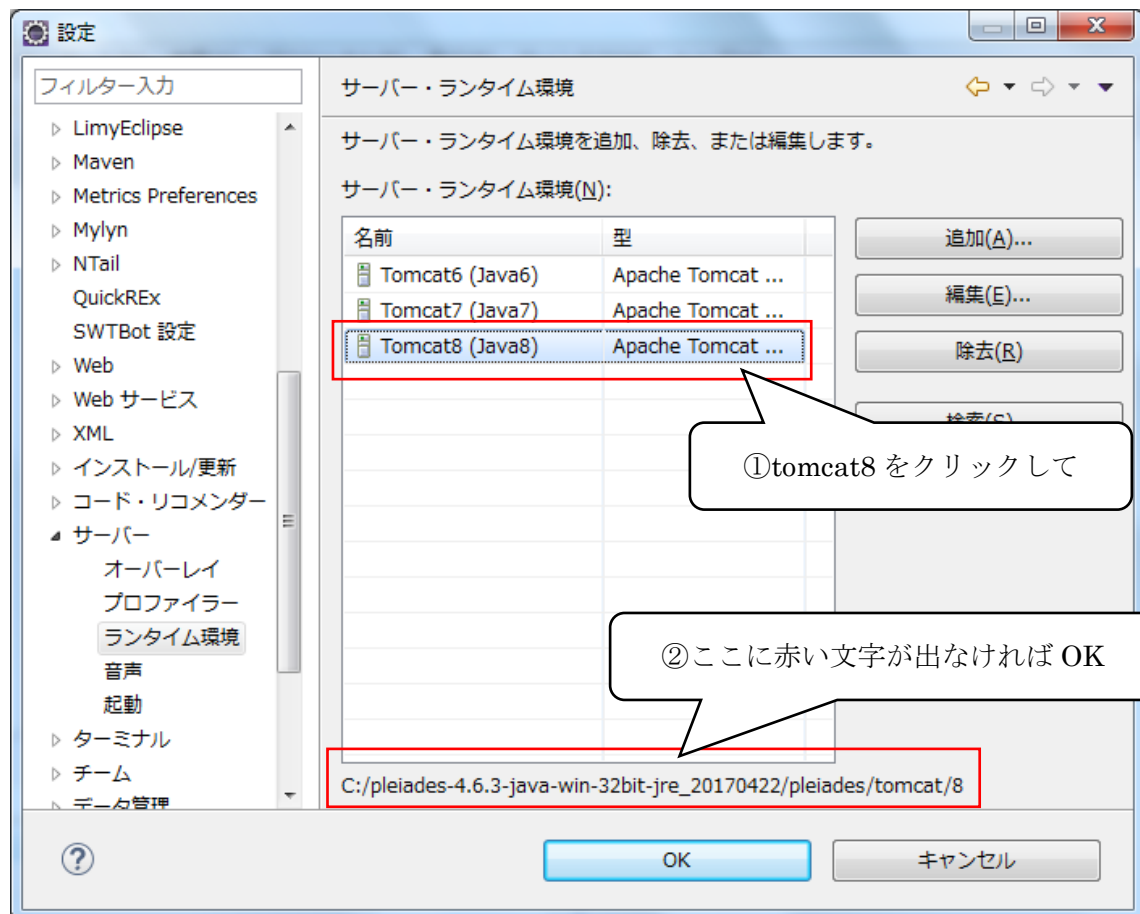 設定
フィルター入力
LimyEclipse
Maven
Metrics Preferences
Mylyn
NTail
QuickREx
SWTBot 設定
Web
Web サービス
XML
インストール/更新
コード・リコメンダー
サーバー
オーバーレイ
プロファイラー
ランタイム環境
音声
起動
ターミナル
チーム
データ管理
サーバー・ランタイム環境
サーバー・ランタイム環境を追加、除去、または編集します。
サーバー・ランタイム環境(N):
名前 型
Tomcat6 (Java6) Apache Tomcat ...
Tomcat7 (Java7) Apache Tomcat ...
Tomcat8 (Java8) Apache Tomcat ...
追加(A)...
編集(E)...
除去(R)
①tomcat8 をクリックして
②ここに赤い文字が出なければ OK
C:/pleiades-4.6.3-java-win-32bit-jre_20170422/pleiades/tomcat/8
OK
キャンセル